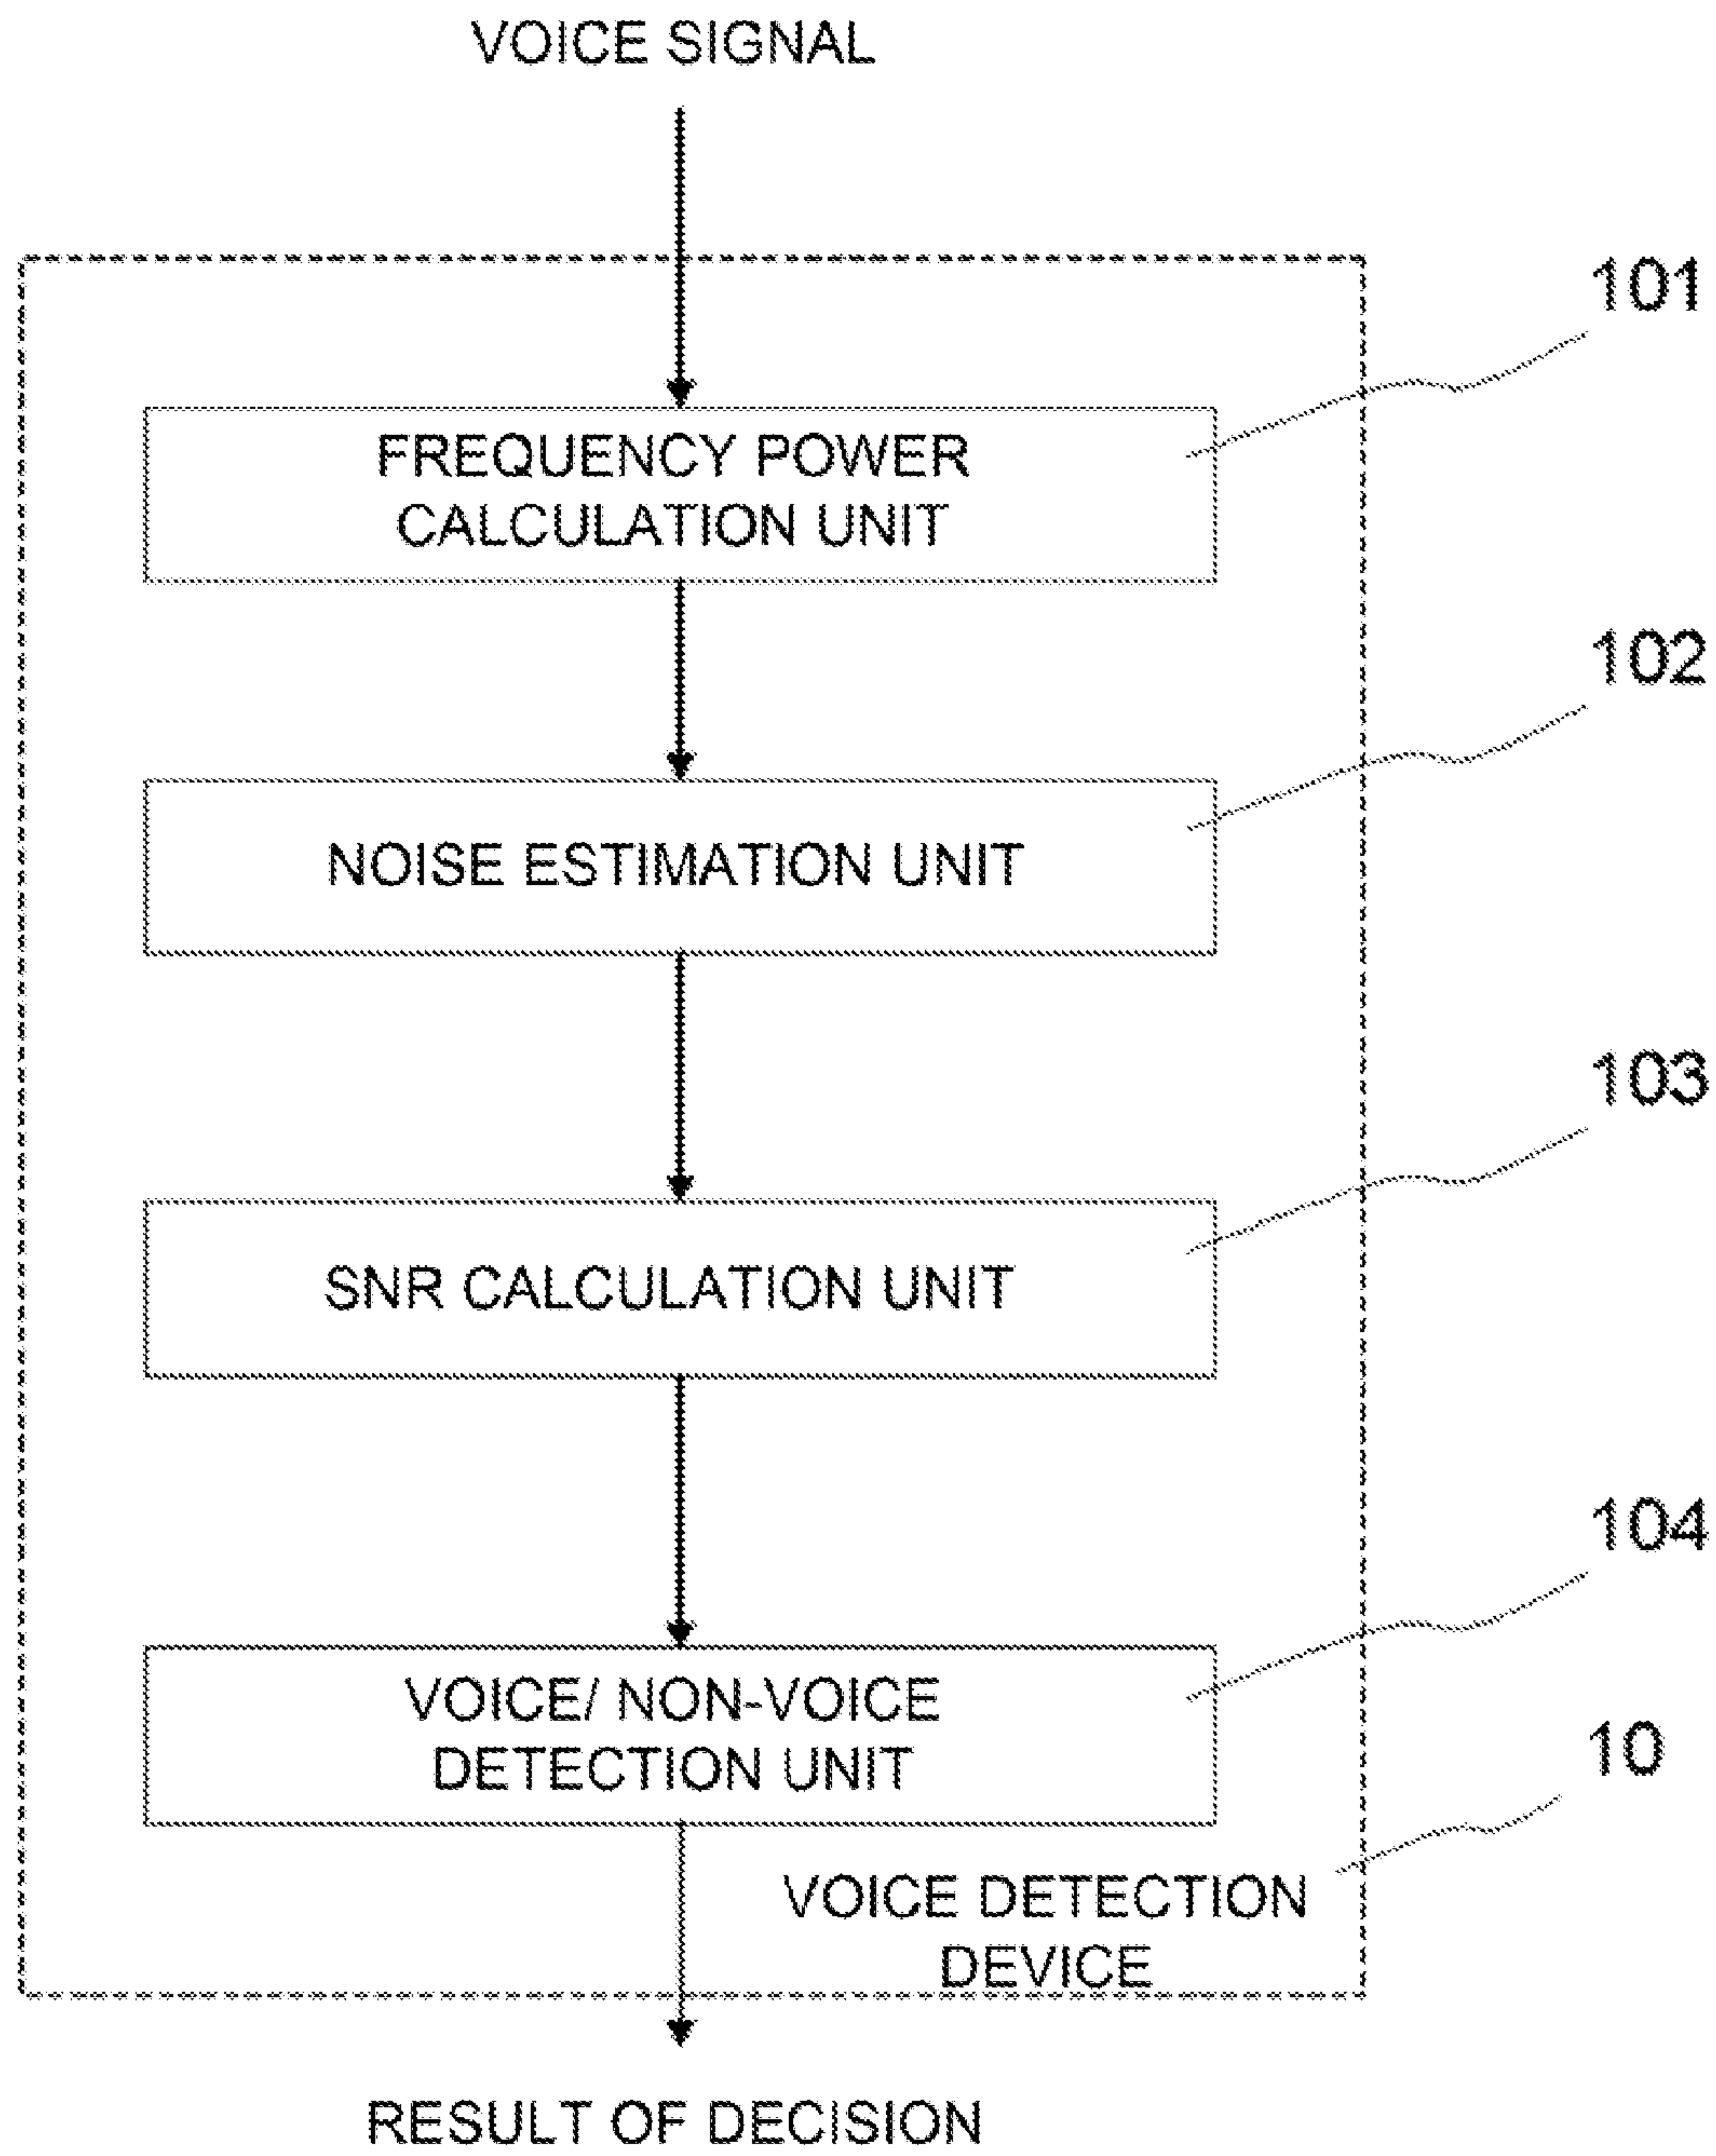 VOICE SIGNAL
101
FREQUENCY POWER
CALCULATION UNIT
102
NOISE ESTIMATION UNIT
103
SNR CALCULATION UNIT
104
VOICE/ NON-VOICE
DETECTION UNIT
10
VOICE DETECTION
DEVICE
RESULT OF DECISION